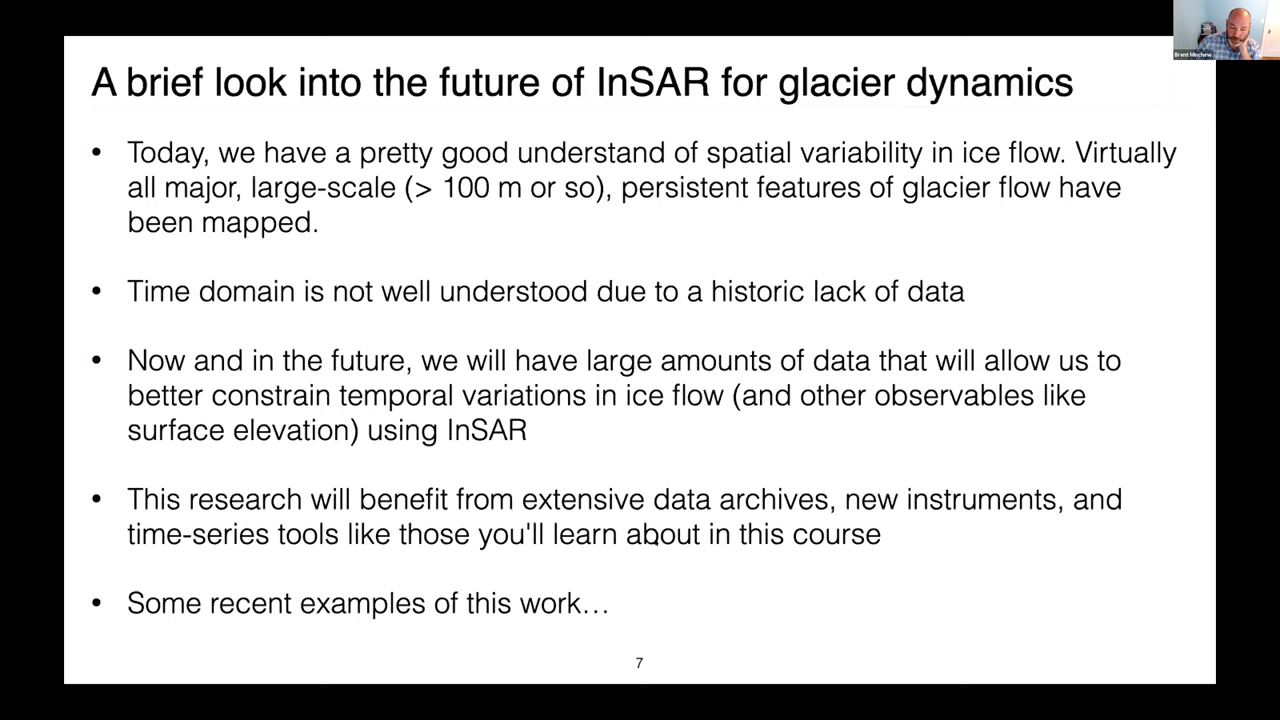 Brent Minchew
A brief look into the future of InSAR for glacier dynamics
• Today, we have a pretty good understand of spatial variability in ice flow. Virtually
all major, large-scale (> 100 m or so), persistent features of glacier flow have
been mapped.
• Time domain is not well understood due to a historic lack of data
• Now and in the future, we will have large amounts of data that will allow us to
better constrain temporal variations in ice flow (and other observables like
surface elevation) using InSAR
• This research will benefit from extensive data archives, new instruments, and
time-series tools like those you'll learn about in this course
• Some recent examples of this work…
7